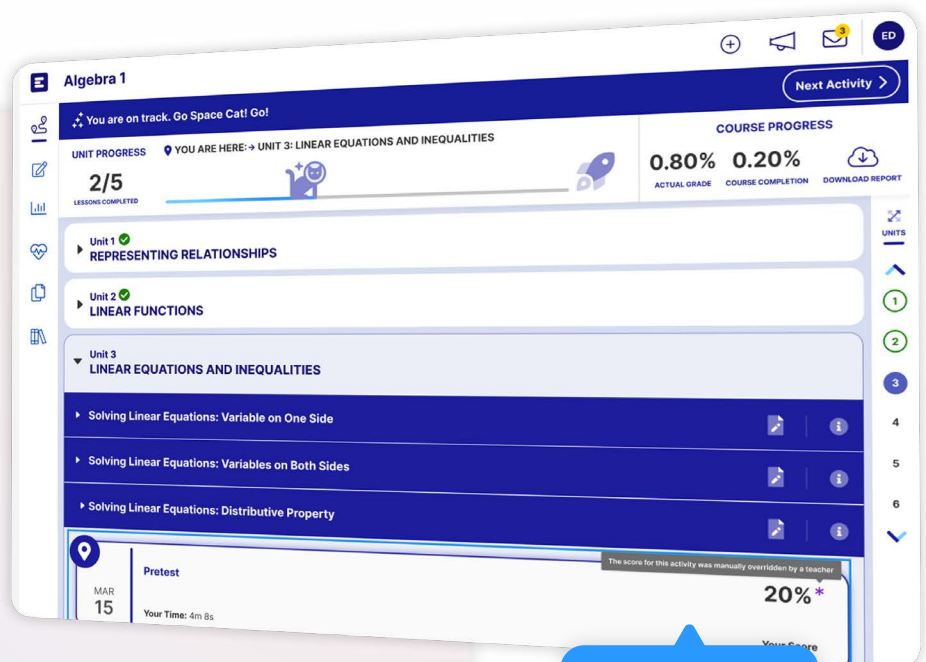 3
ED
Algebra 1
Next Activity >
You are on track. Go Space Cat! Go!
UNIT PROGRESS
YOU ARE HERE:→ UNIT 3: LINEAR EQUATIONS AND INEQUALITIES
2/5
LESSONS COMPLETED
COURSE PROGRESS
0.80%
ACTUAL GRADE
0.20%
COURSE COMPLETION
DOWNLOAD REPORT
Unit 1
REPRESENTING RELATIONSHIPS
Unit 2
LINEAR FUNCTIONS
Unit 3
LINEAR EQUATIONS AND INEQUALITIES
Solving Linear Equations: Variable on One Side
Solving Linear Equations: Variables on Both Sides
Solving Linear Equations: Distributive Property
MAR
15
Pretest
Your Time: 4m 8s
The score for this activity was manually overridden by a teacher
20%*
Your Score
UNITS
1
2
3
4
5
6